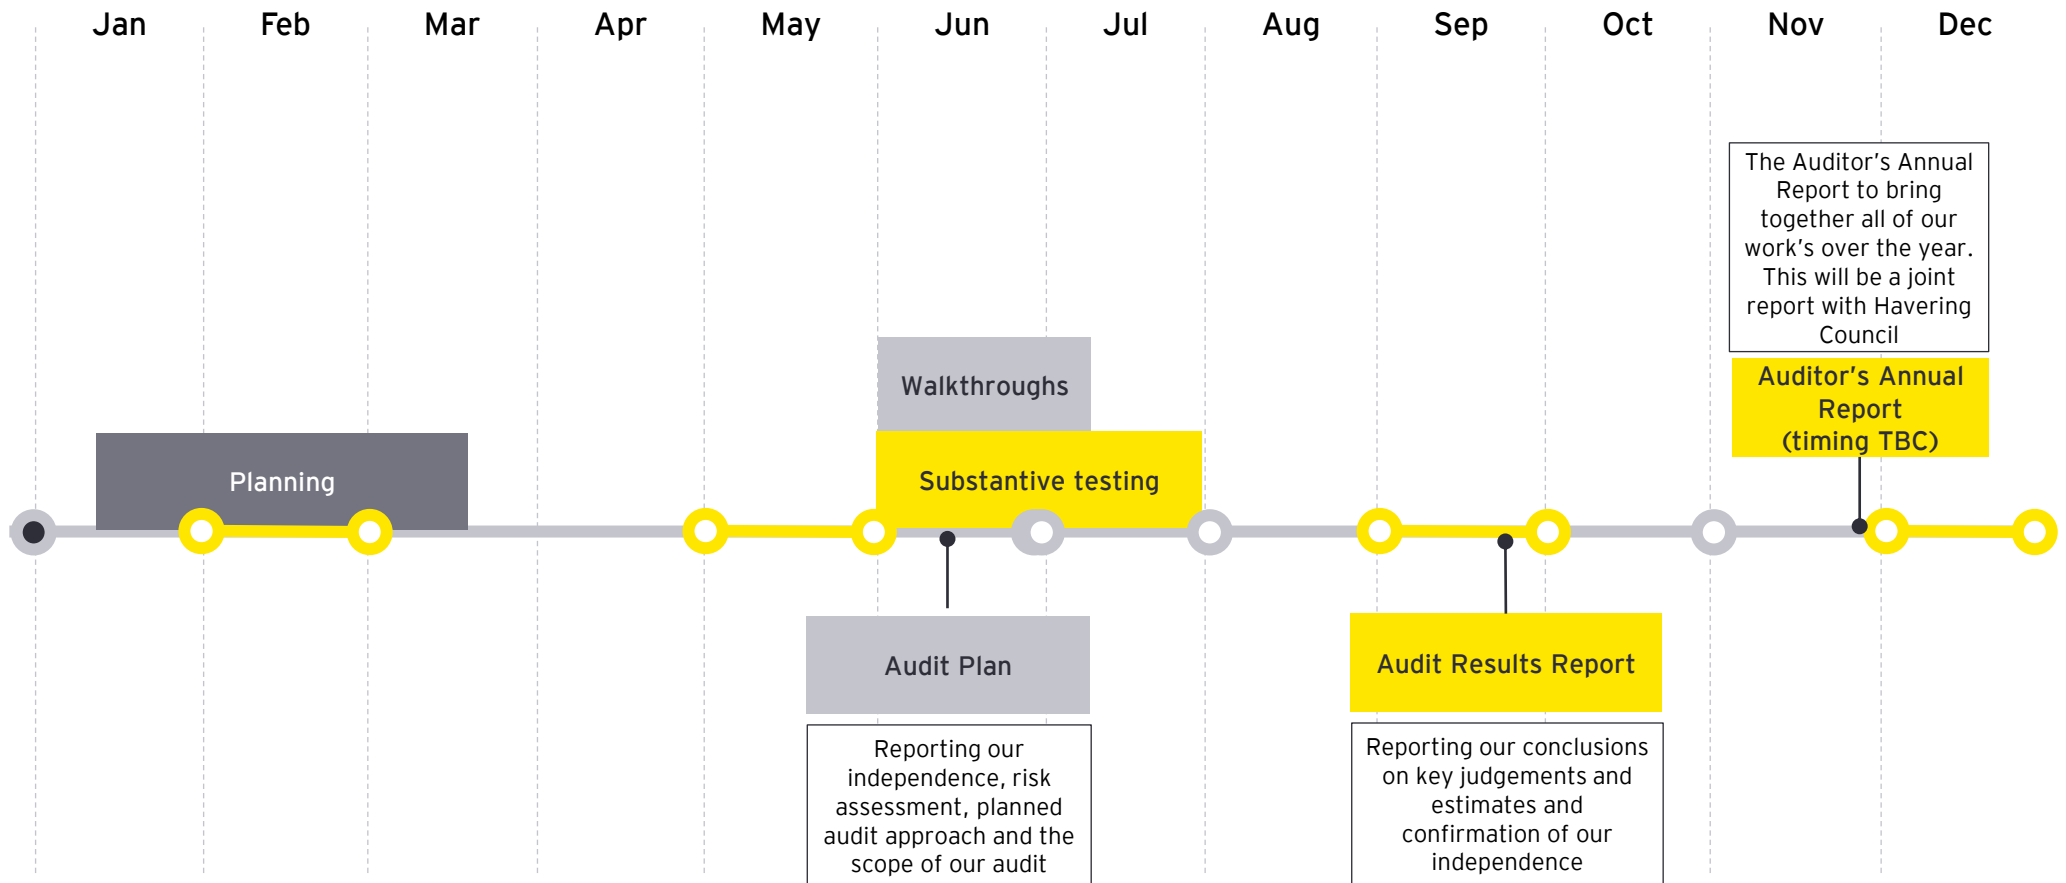 Jan Feb Mar Apr May Jun Jul Aug Sep Oct Nov Dec
The Auditor's Annual
Report to bring
together all of our
work's over the year.
This will be a joint
report with Havering
Council
Walkthroughs
Auditor's Annual
Report
(timing TBC)
Planning
Substantive testing
Audit Plan
Audit Results Report
Reporting our
independence, risk
assessment, planned
audit approach and the
scope of our audit
Reporting our conclusions
on key judgements and
estimates and
confirmation of our
independence